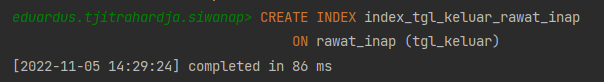 eduardus.tjitrahardja.siwanap> CREATE INDEX index_tgl_keluar_rawat_inap
ON rawat_inap (tgl_keluar)
[2022-11-05 14:29:24] completed in 86 ms